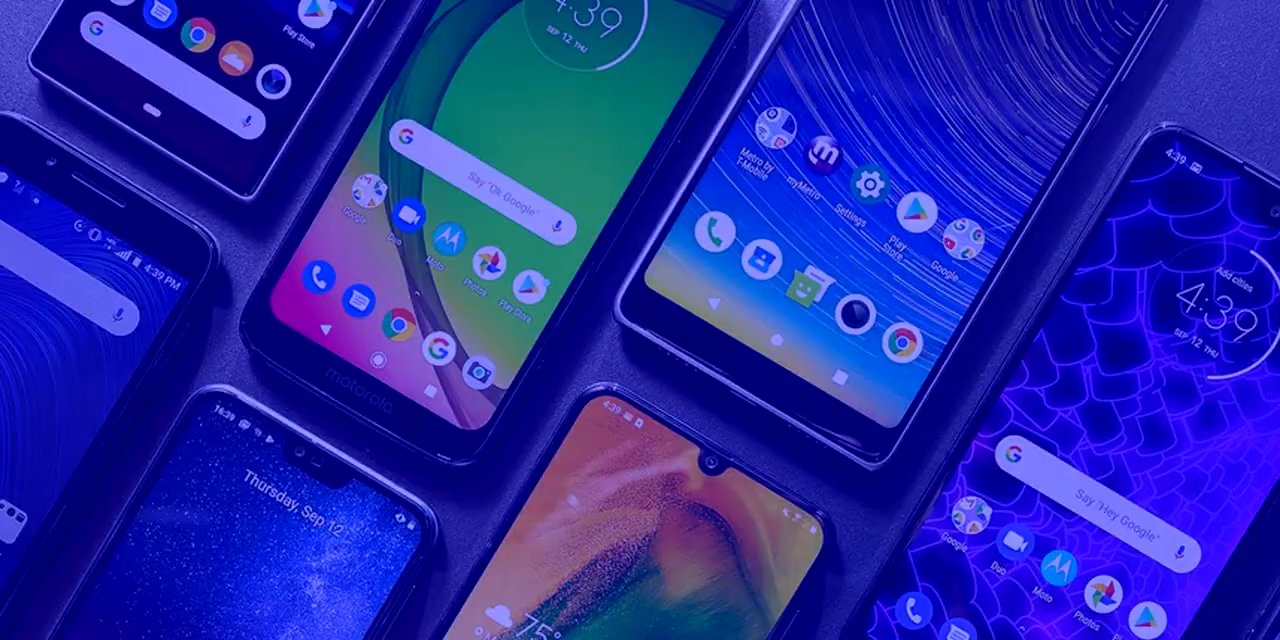 Play Store
4:39 PM
4:39
SEP 12 THU
Say "Ok Google"
Google
Duo
Moto
Photos
Play Store
motorola
Metro by
T-Mobile
myMetro
Settings
Play
Store
Google
4:39
Add cities
4:39
SEP 12 THU
Say "Hey Google"
Google
Duo
Moto
Photos
16:39
Thursday, Sep 12
4:39
75°